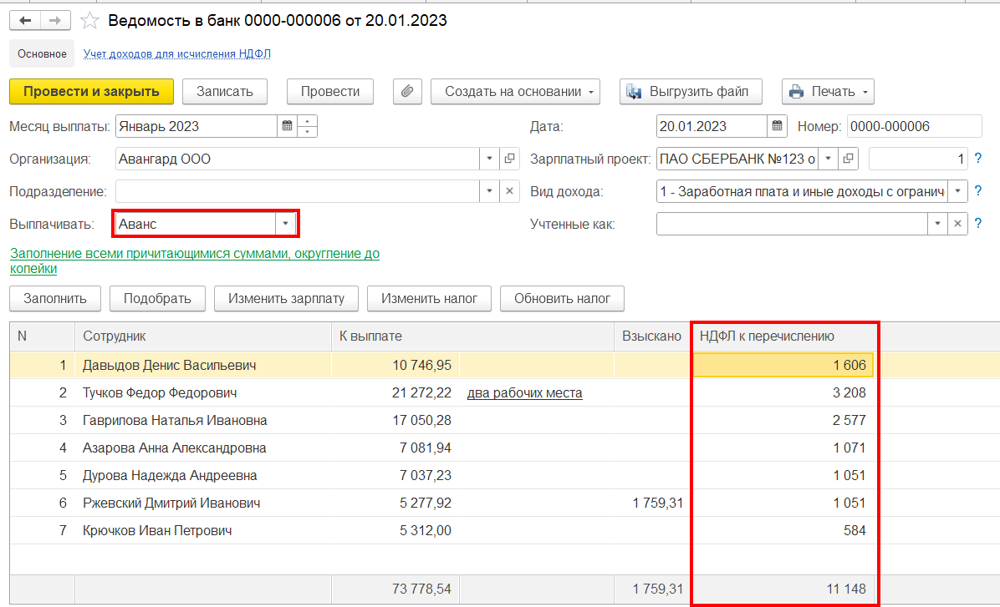 Ведомость в банк 0000-000006 от 20.01.2023
Основное Учет доходов для исчисления НДФЛ
Провести и закрыть Записать Провести Создать на основании Выгрузить файл Печать
Месяц выплаты: Январь 2023 Дата: 20.01.2023 Номер: 0000-000006
Организация: Авангард ООО Зарплатный проект: ПАО СБЕРБАНК №123 о 1 ?
Подразделение: Вид дохода: 1 - Заработная плата и иные доходы с огранич ?
Выплачивать: Аванс Учтенные как: ?
Заполнение всеми причитающимися суммами, округление до
копейки
Заполнить Подобрать Изменить зарплату Изменить налог Обновить налог
N Сотрудник К выплате Взыскано НДФЛ к перечислению
1 Давыдов Денис Васильевич 10 746,95 1 606
2 Тучков Федор Федорович 21 272,22 два рабочих места 3 208
3 Гаврилова Наталья Ивановна 17 050,28 2 577
4 Азарова Анна Александровна 7 081,94 1 071
5 Дурова Надежда Андреевна 7 037,23 1 051
6 Ржевский Дмитрий Иванович 5 277,92 1 759,31 1 051
7 Крючков Иван Петрович 5 312,00 584
73 778,54 1 759,31 11 148